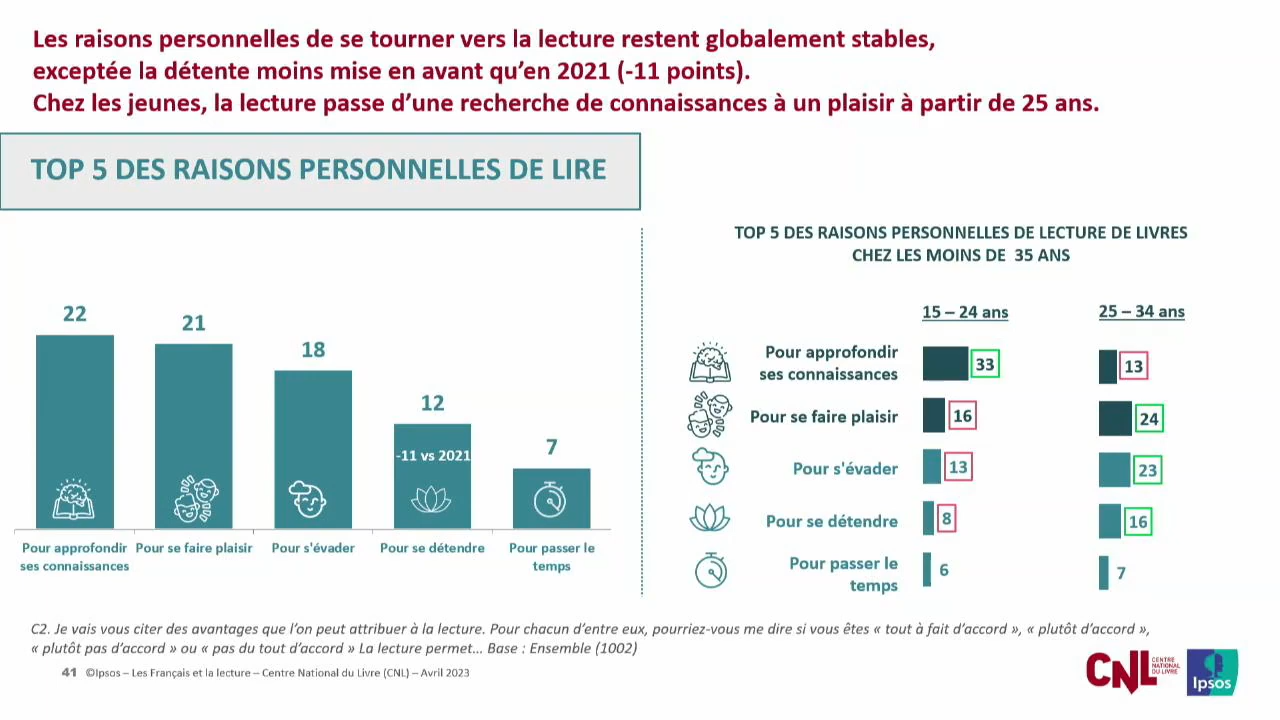 Les raisons personnelles de se tourner vers la lecture restent globalement stables,
exceptée la détente moins mise en avant qu'en 2021 (-11 points).
Chez les jeunes, la lecture passe d'une recherche de connaissances à un plaisir à partir de 25 ans.
TOP 5 DES RAISONS PERSONNELLES DE LIRE
22
21
18
12
7
-11 vs 2021
Pour approfondir ses connaissances
Pour se faire plaisir
Pour s'évader
Pour se détendre
Pour passer le temps
TOP 5 DES RAISONS PERSONNELLES DE LECTURE DE LIVRES
CHEZ LES MOINS DE 35 ANS
15 – 24 ans
25 – 34 ans
Pour approfondir
ses connaissances
33
13
Pour se faire plaisir
16
24
Pour s'évader
13
23
Pour se détendre
8
16
Pour passer le
temps
6
7
C2. Je vais vous citer des avantages que l'on peut attribuer à la lecture. Pour chacun d'entre eux, pourriez-vous me dire si vous êtes « tout à fait d'accord », « plutôt d'accord »,
« plutôt pas d'accord » ou « pas du tout d'accord » La lecture permet... Base : Ensemble (1002)
41 ©Ipsos – Les Français et la lecture – Centre National du Livre (CNL) – Avril 2023
CNL CENTRE
NATIONAL
DU LIVRE
Ipsos